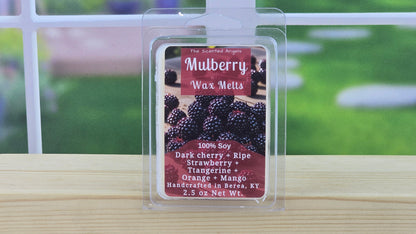 The Scented Angels
Mulberry
Wax Melts
100% Soy
Dark cherry + Ripe
Strawberry +
Ttangerine +
Orange + Mango
Handcrafted in Berea, KY
2.5 oz Net Wt.